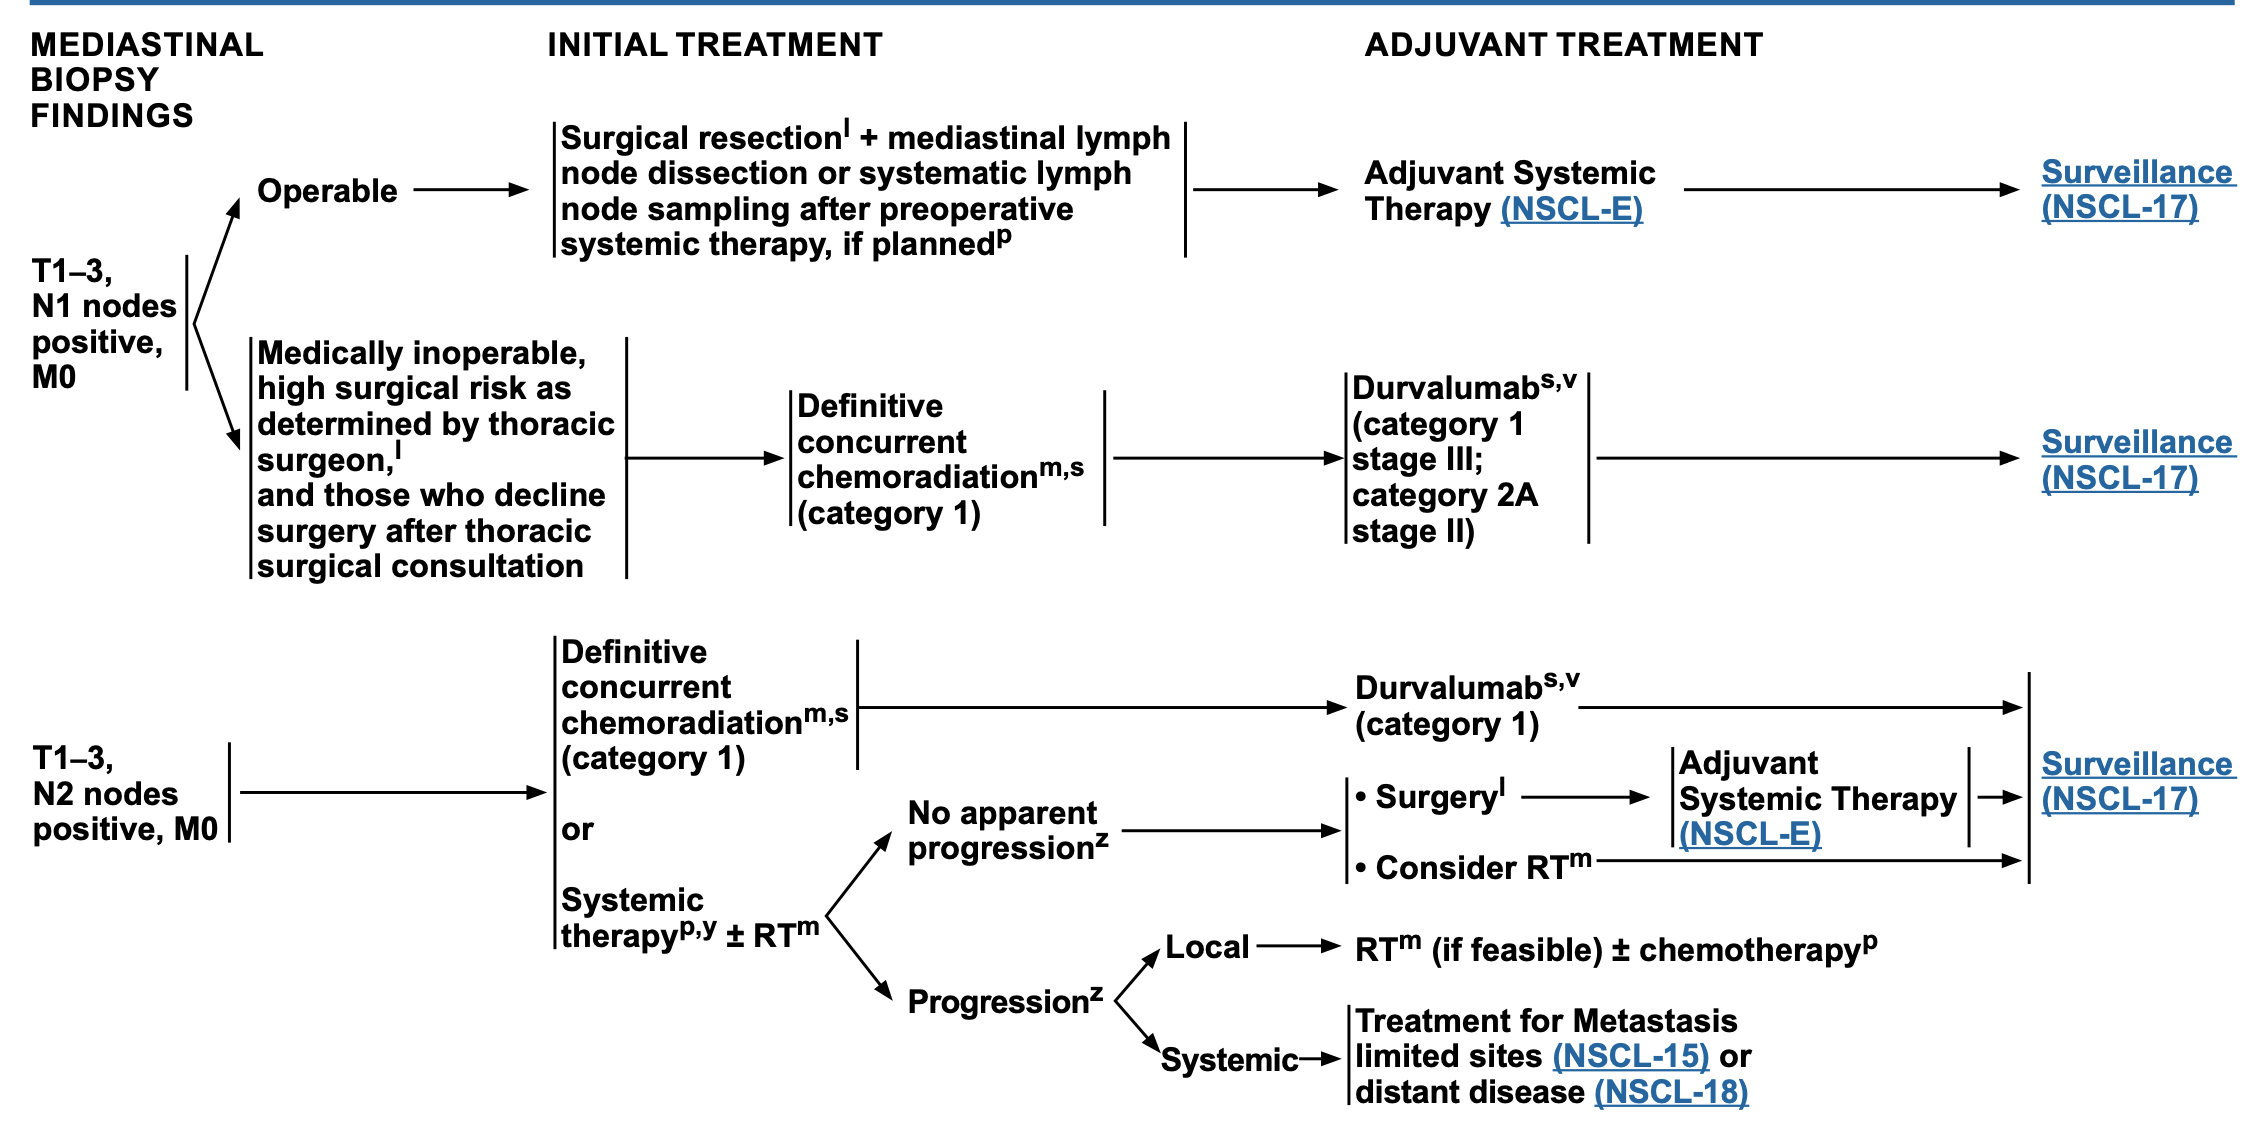 MEDIASTINAL
BIOPSY
FINDINGS
INITIAL TREATMENT
ADJUVANT TREATMENT
T1–3,
N1 nodes
positive,
M0
Operable
Surgical resectionl + mediastinal lymph
node dissection or systematic lymph
node sampling after preoperative
systemic therapy, if plannedp
Adjuvant Systemic
Therapy (NSCL-E)
Surveillance
(NSCL-17)
Medically inoperable,
high surgical risk as
determined by thoracic
surgeon,l
and those who decline
surgery after thoracic
surgical consultation
Definitive
concurrent
chemoradiationm,s
(category 1)
Durvalumabs,v
(category 1
stage III;
category 2A
stage II)
Surveillance
(NSCL-17)
T1–3,
N2 nodes
positive, M0
Definitive
concurrent
chemoradiationm,s
(category 1)
or
Systemic
therapyp,y ± RTm
Durvalumabs,v
(category 1)
No apparent
progressionz
• Surgeryl
Adjuvant
Systemic Therapy
(NSCL-E)
• Consider RTm
Surveillance
(NSCL-17)
Progressionz
Local
RTm (if feasible) ± chemotherapyp
Systemic
Treatment for Metastasis
limited sites (NSCL-15) or
distant disease (NSCL-18)